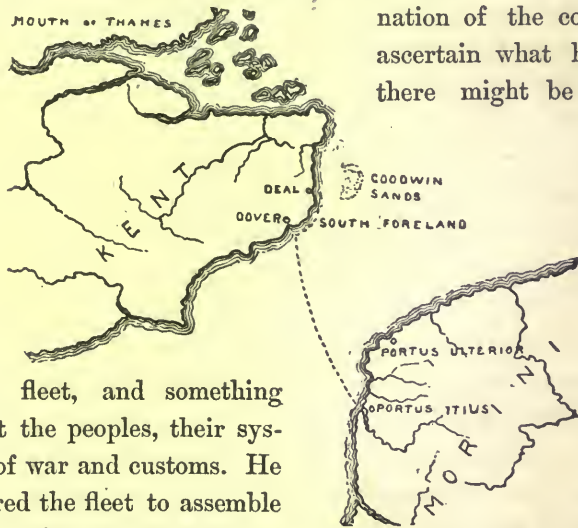 MOUTH OF THAMES
nation of the co
ascertain what h
there might be
KENT
DEAL
GOODWIN
SANDS
DOVER
SOUTH FORELAND
PORTUS ULTERIOR
PORTUS ITIUS
MORINI
fleet, and something
t the peoples, their sys-
of war and customs. He
red the fleet to assemble